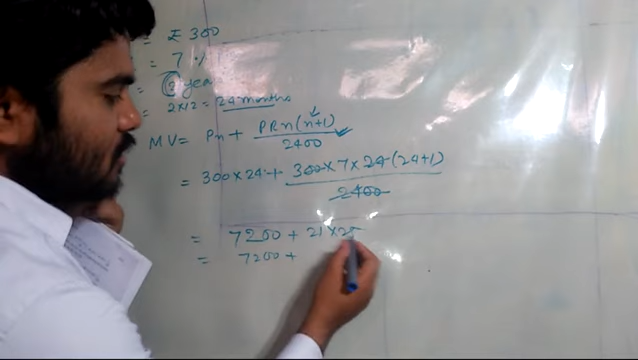 = ₹ 300
= 7 %
= 2 year
= 2×12 = 24 months
MV = Pn + PRn(n+1) / 2400
= 300×24 + 300×7×24(24+1) / 2400
= 7200 + 21×25
= 7200 +